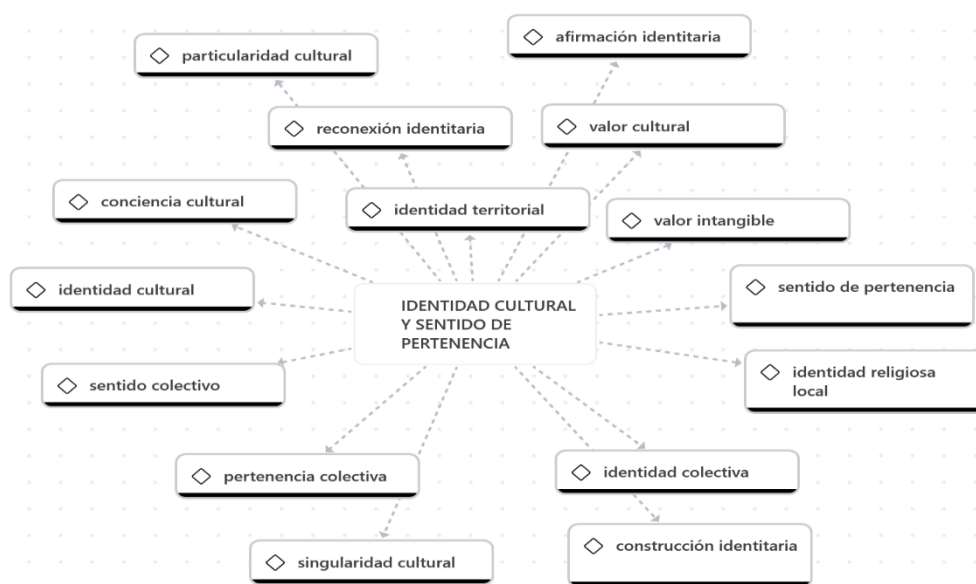 afirmación identitaria
particularidad cultural
reconexión identitaria
valor cultural
conciencia cultural
identidad territorial
valor intangible
identidad cultural
IDENTIDAD CULTURAL
Y SENTIDO DE
PERTENENCIA
sentido de pertenencia
sentido colectivo
identidad religiosa
local
pertenencia colectiva
identidad colectiva
singularidad cultural
construcción identitaria